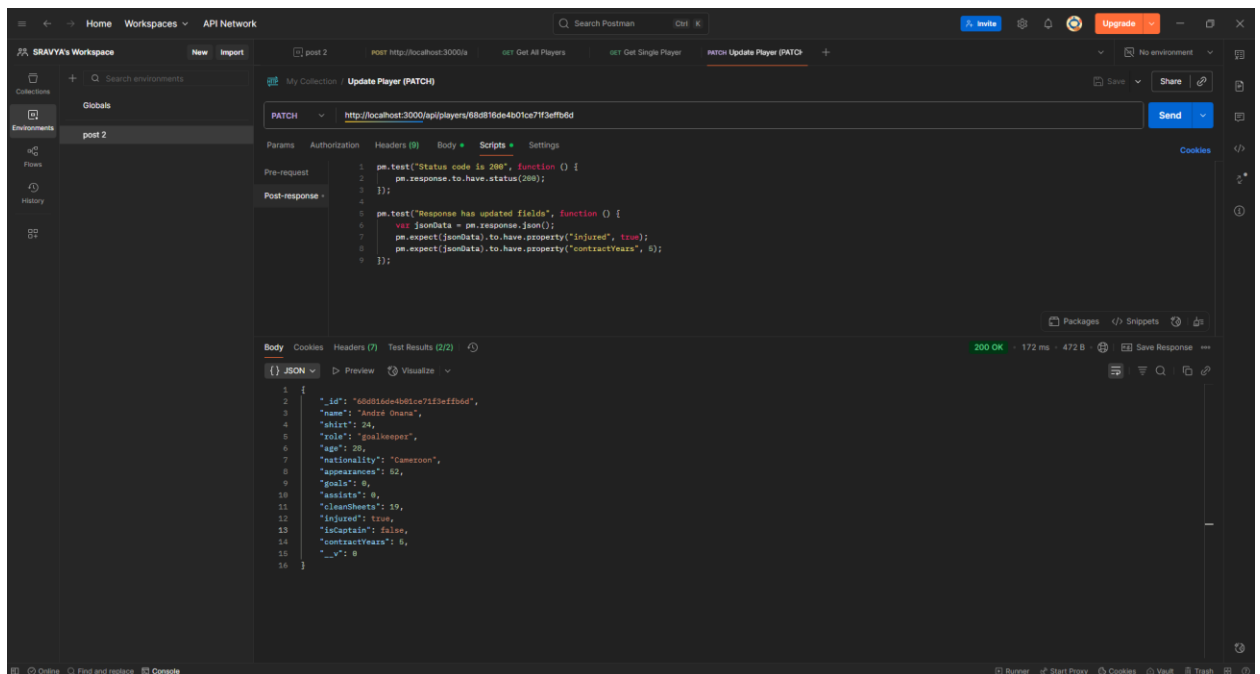 Home Workspaces API Network Search Postman Ctrl K Invite Upgrade
SRAVYA's Workspace New Import post 2 POST http://localhost:3000/a GET Get All Players GET Get Single Player PATCH Update Player (PATCH No environment
Collections
Search environments
My Collection / Update Player (PATCH) Save Share
Globals
Environments
post 2
PATCH http://localhost:3000/api/players/68d816de4b01ce71f3effb6d Send
Flows
History
Params Authorization Headers (9) Body Scripts Settings Cookies
Pre-request
Post-response
1 pm.test("Status code is 200", function () {
2 pm.response.to.have.status(200);
3 });
4
5 pm.test("Response has updated fields", function () {
6 var jsonData = pm.response.json();
7 pm.expect(jsonData).to.have.property("injured", true);
8 pm.expect(jsonData).to.have.property("contractYears", 5);
9 });
Packages </> Snippets
Body Cookies Headers (7) Test Results (2/2) 200 OK 172 ms 472 B Save Response
{} JSON Preview Visualize
1 {
2 "_id": "68d816de4b01ce71f3effb6d",
3 "name": "André Onana",
4 "shirt": 24,
5 "role": "goalkeeper",
6 "age": 28,
7 "nationality": "Cameroon",
8 "appearances": 52,
9 "goals": 0,
10 "assists": 0,
11 "cleanSheets": 19,
12 "injured": true,
13 "isCaptain": false,
14 "contractYears": 5,
15 "__v": 0
16 }
Online Find and replace Console Runner Start Proxy Cookies Vault Trash